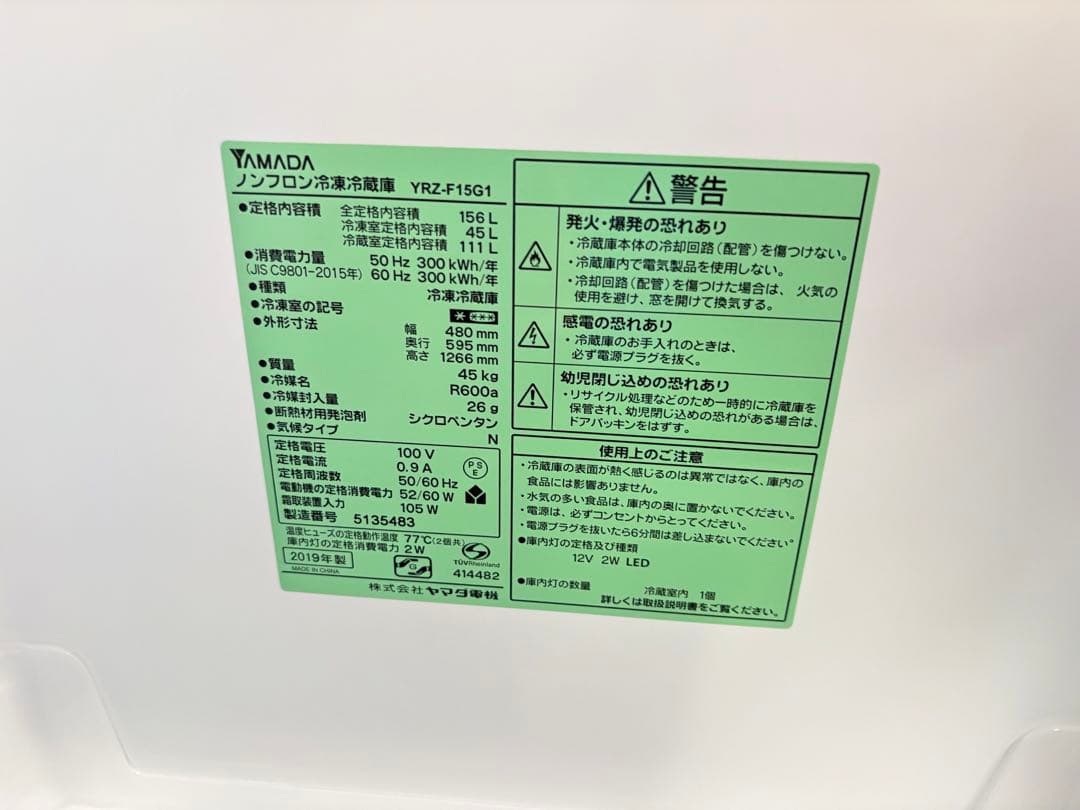 YAMADA
ノンフロン冷凍冷蔵庫 YRZ-F15G1
●定格内容積 全定格内容積 156 L
冷凍室定格内容積 45 L
冷蔵室定格内容積 111 L
●消費電力量 50 Hz 300 kWh/年
(JIS C9801-2015年) 60 Hz 300 kWh/年
●種類 冷凍冷蔵庫
●冷凍室の記号 * ***
●外形寸法 幅 480 mm
奥行 595 mm
高さ 1266 mm
●質量 45 kg
●冷媒名 R600a
●冷媒封入量 26 g
●断熱材用発泡剤 シクロペンタン
●気候タイプ N
定格電圧 100 V
定格電流 0.9 A
定格周波数 50/60 Hz
電動機の定格消費電力 52/60 W
霜取装置入力 105 W
製造番号 5135483
PS
E
温度ヒューズの定格動作温度 77℃(2個共)
庫内灯の定格消費電力 2W
2019年製
MADE IN CHINA
G
TÜVRheinland
414482
株式会社 ヤマダ電機
警告
発火・爆発の恐れあり
・冷蔵庫本体の冷却回路(配管)を傷つけない。
・冷蔵庫内で電気製品を使用しない。
・冷却回路(配管)を傷つけた場合は、火気の
使用を避け、窓を開けて換気する。
感電の恐れあり
・冷蔵庫のお手入れのときは、
必ず電源プラグを抜く。
幼児閉じ込めの恐れあり
・リサイクル処理などのため一時的に冷蔵庫を
保管され、幼児閉じ込めの恐れがある場合は、
ドアパッキンをはずす。
使用上のご注意
・冷蔵庫の表面が熱く感じるのは異常ではなく、庫内の
食品には影響ありません。
・水気の多い食品は、庫内の奥に置かないでください。
・電源は、必ずコンセントからとってください。
・電源プラグを抜いたら6分間は差し込まないでください。
●庫内灯の定格及び種類
12V 2W LED
●庫内灯の数量 冷蔵室内 1個
詳しくは取扱説明書をご覧ください。